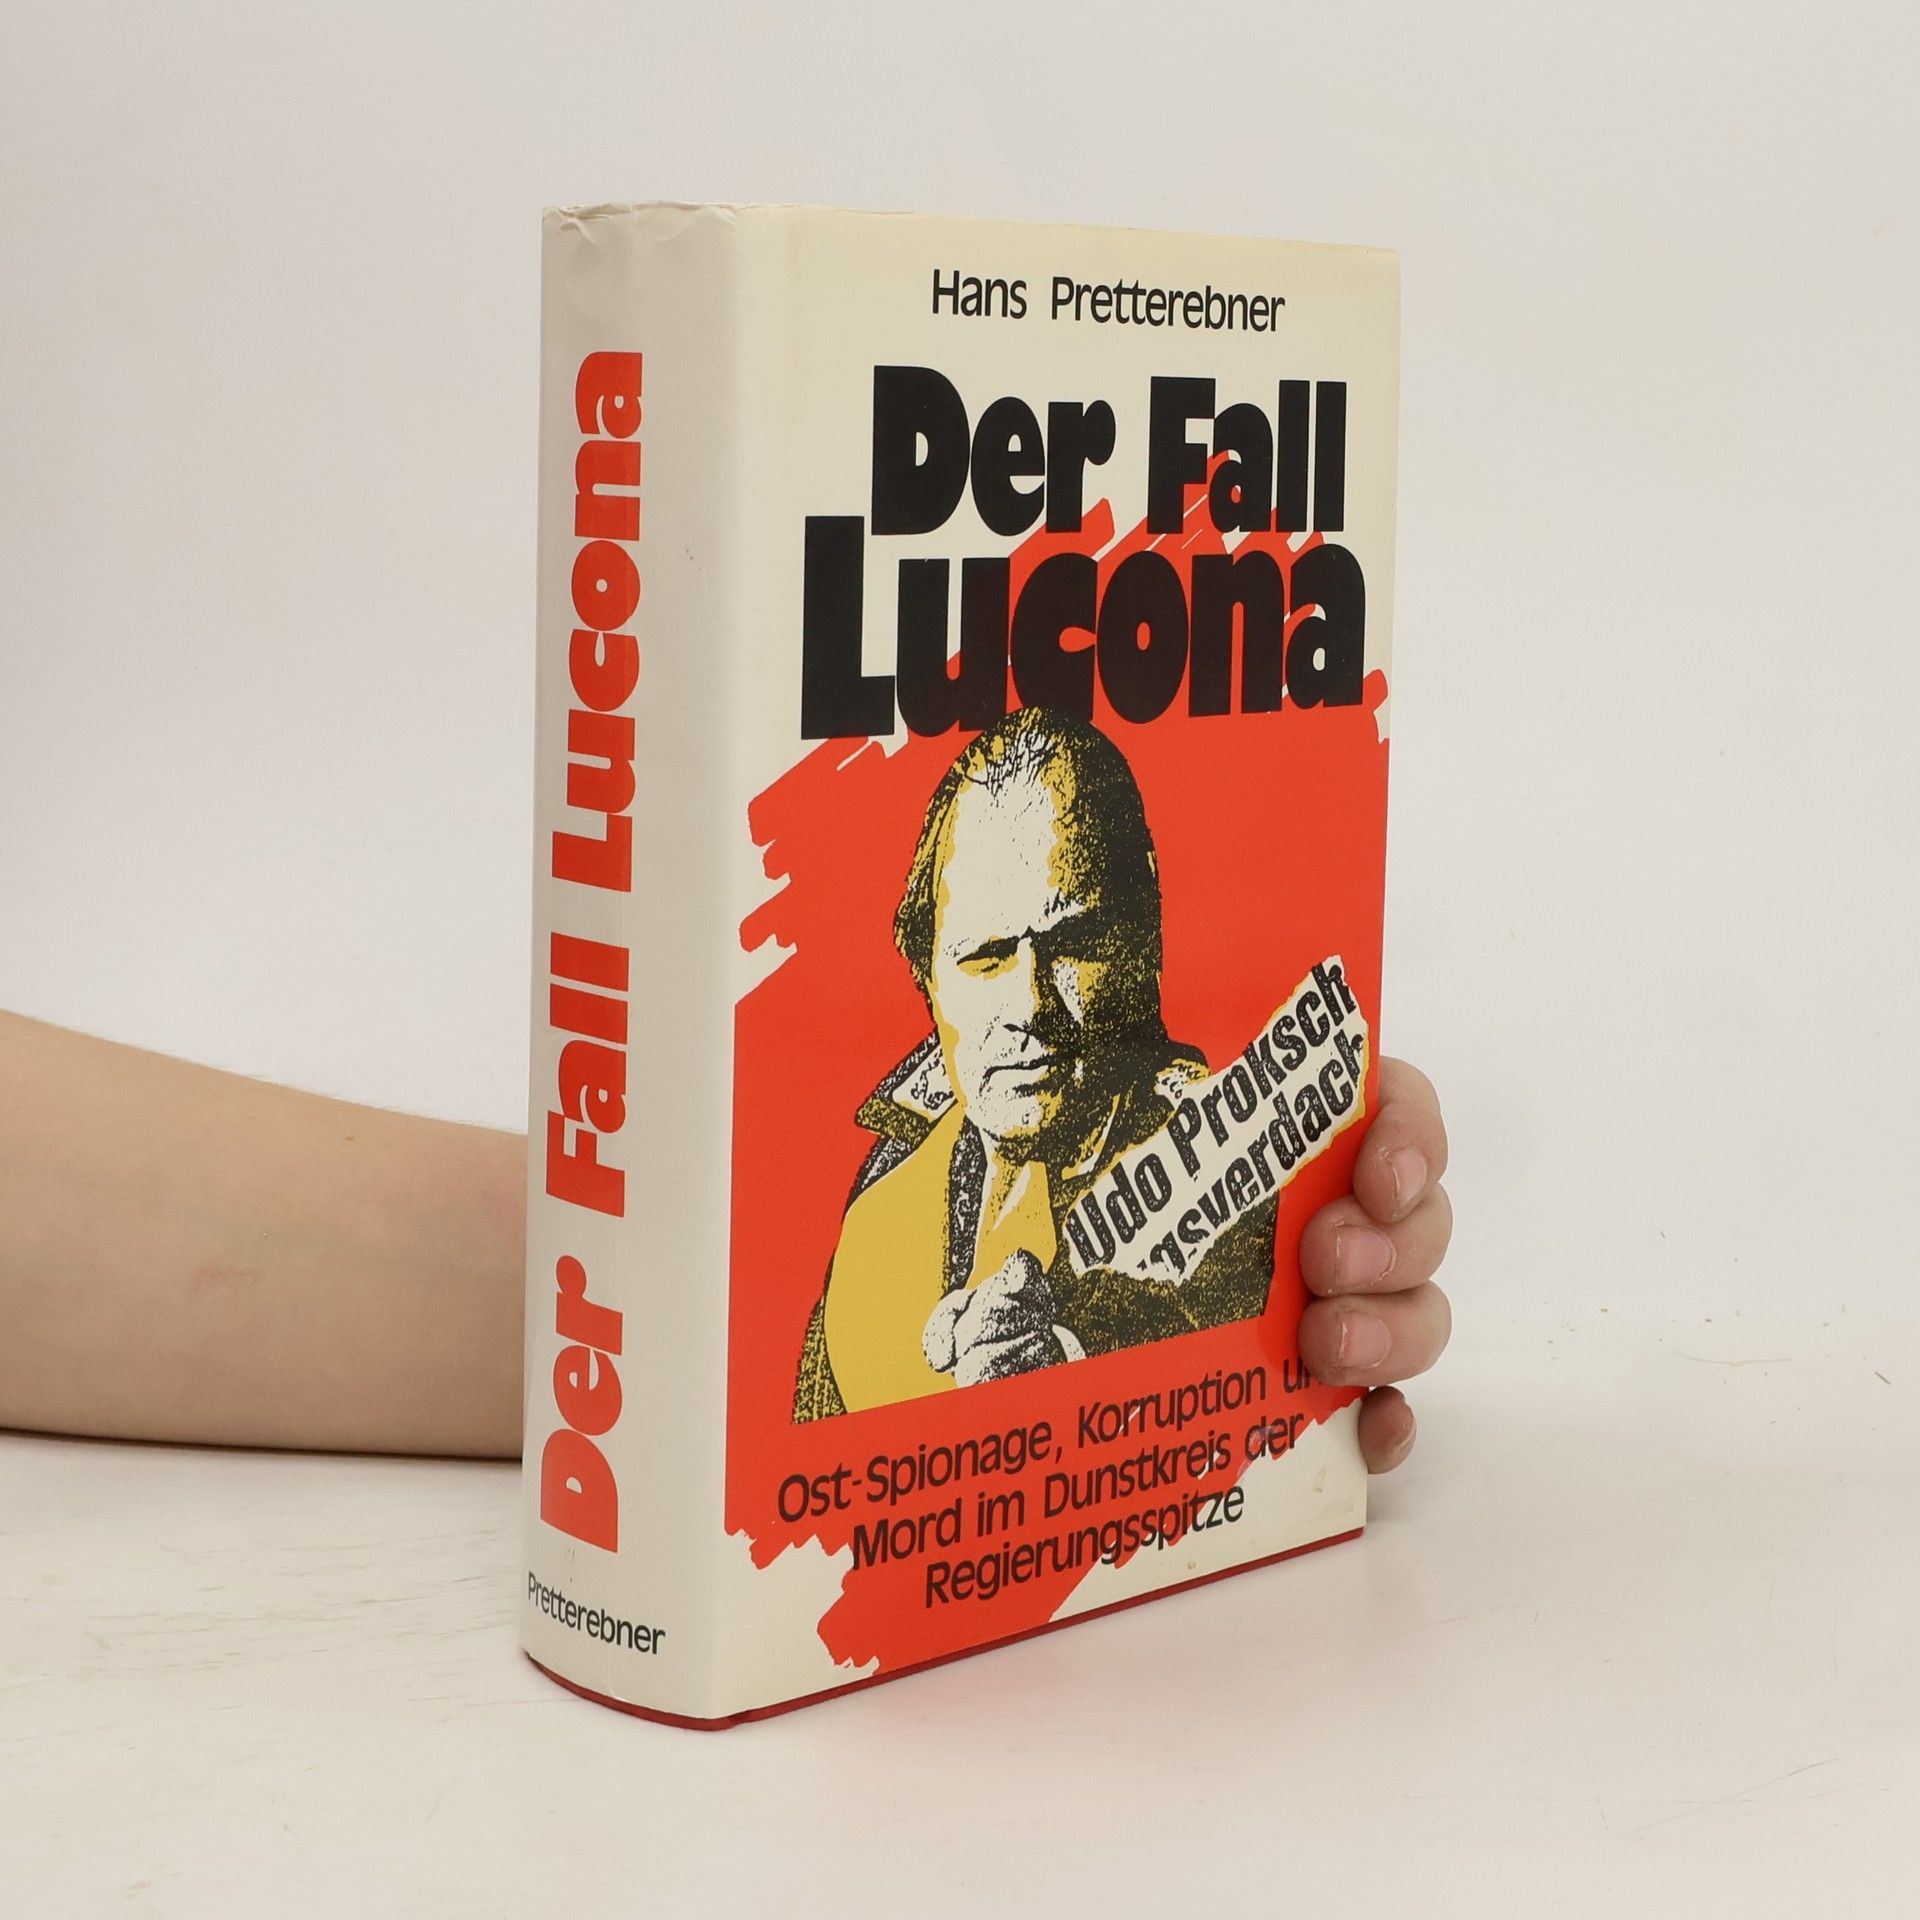 Der Fall Lucona
Pretterebner
Hans Pretterebner
Der Fall
Lucona
Udo Proksch
gsverdach
Ost-Spionage, Korruption
Mord im Dunstkreis der
Regierungsspitze